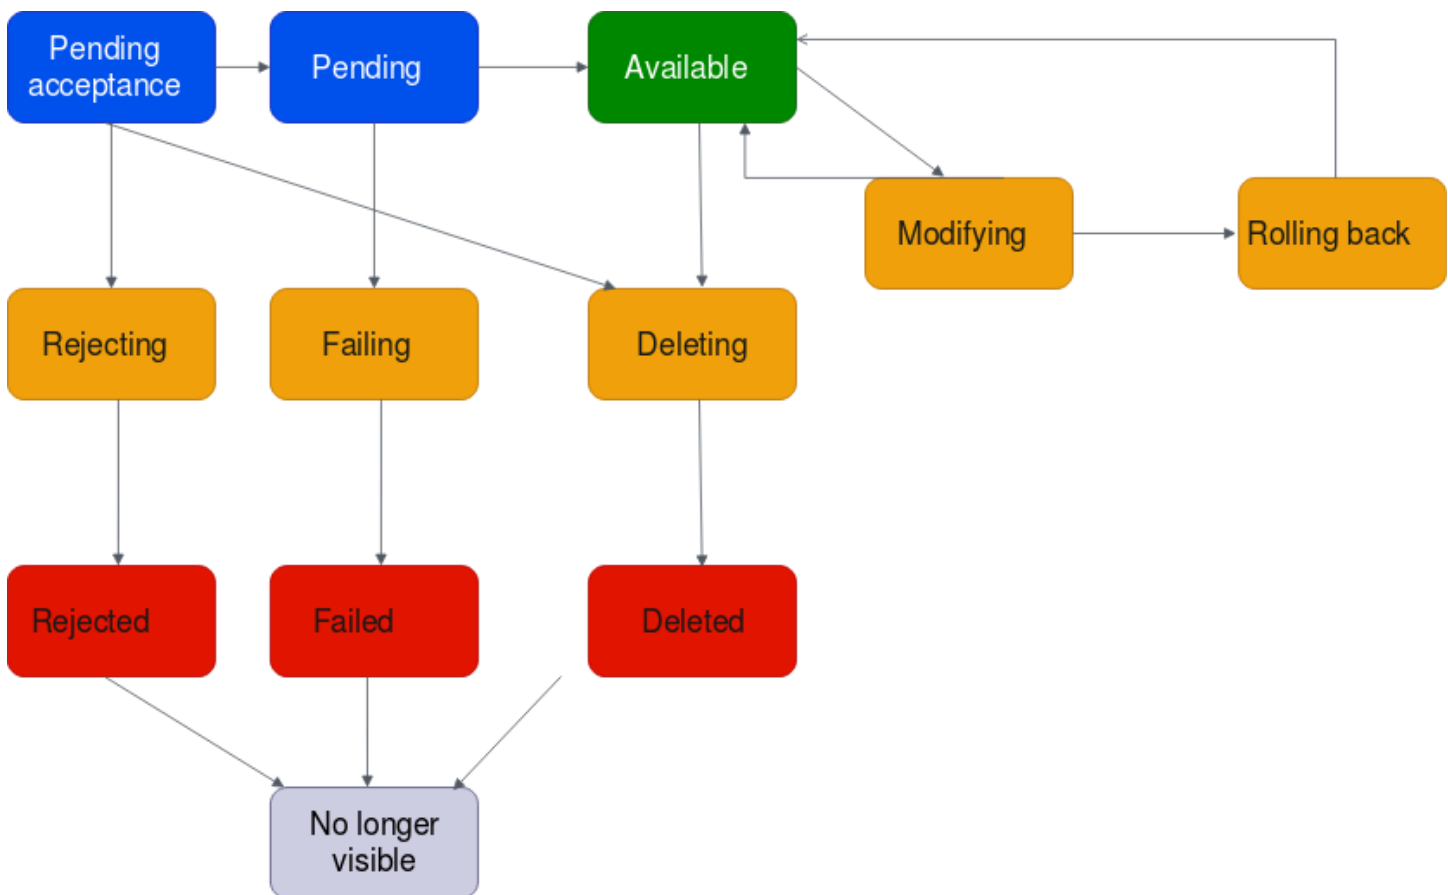 Pending
acceptance
Pending
Available
Modifying
Rolling back
Rejecting
Failing
Deleting
Rejected
Failed
Deleted
No longer
visible